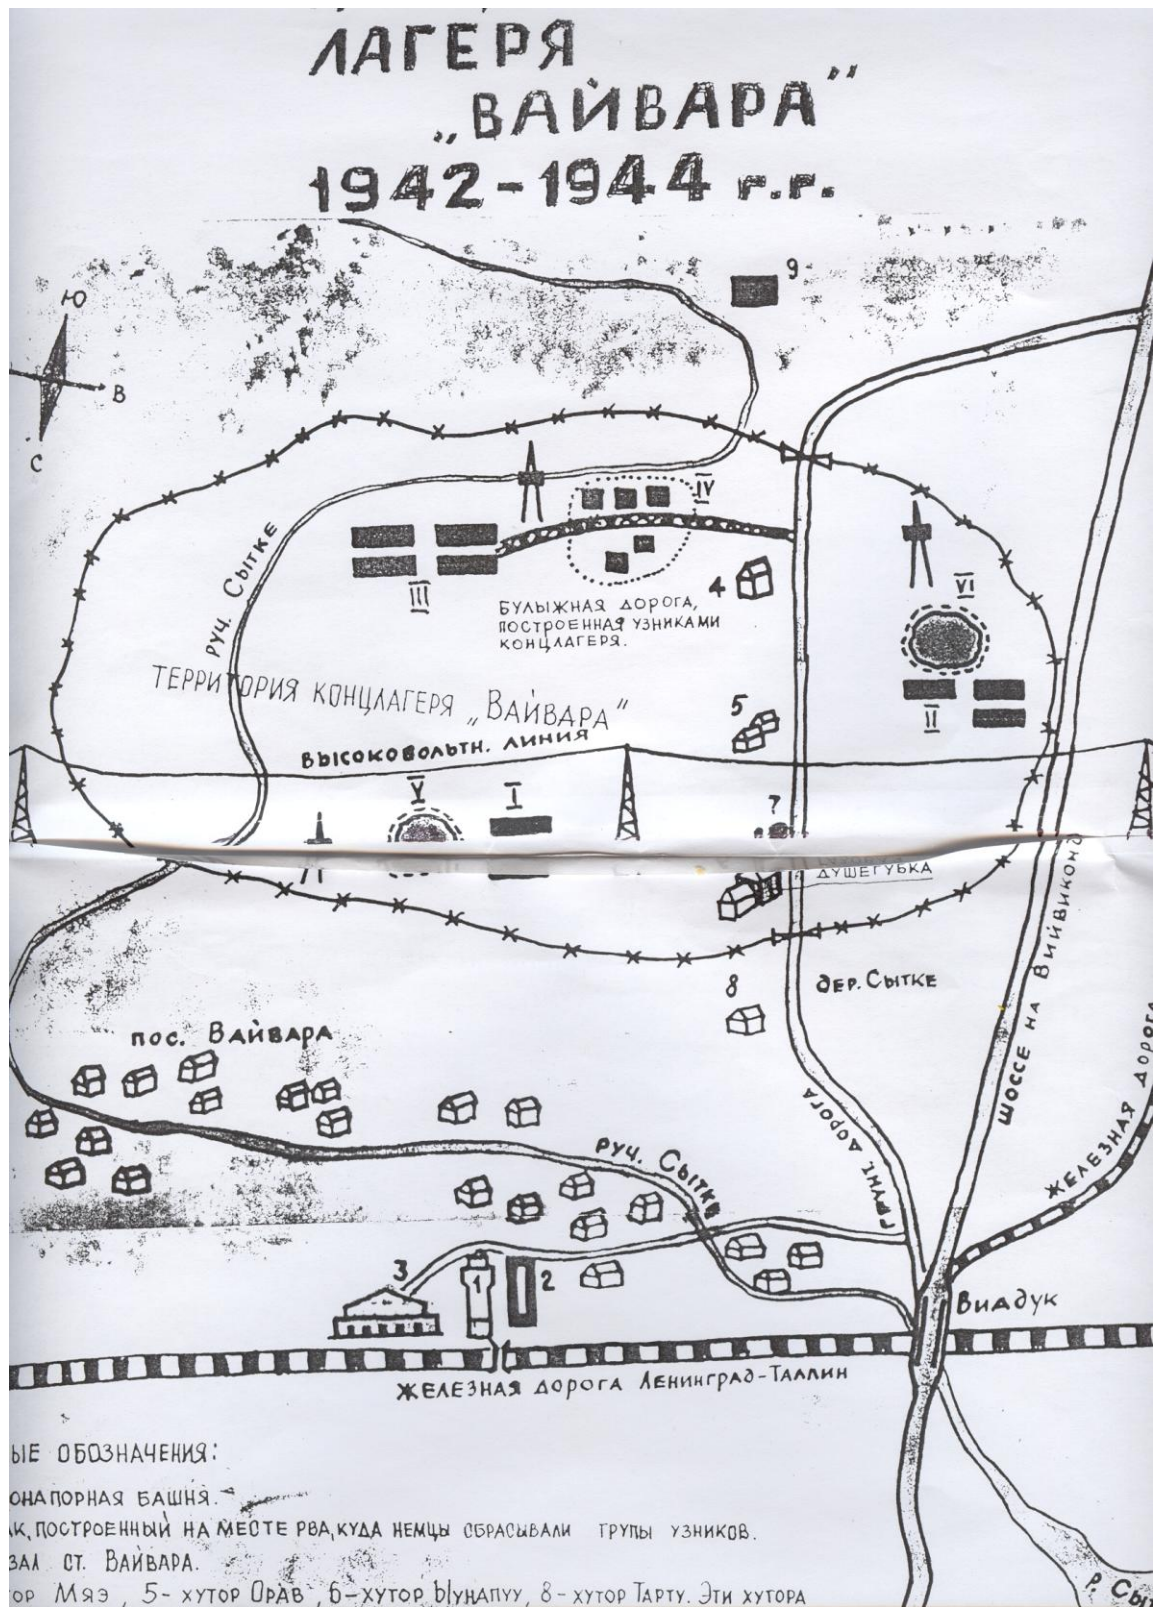 ЛАГЕРЯ
„ВАЙВАРА"
1942-1944 г.г.
9
Ю
В
С
IV
руч. Сытке
III
4
VI
БУЛЫЖНАЯ ДОРОГА,
ПОСТРОЕННАЯ УЗНИКАМИ
КОНЦЛАГЕРЯ.
ТЕРРИТОРИЯ КОНЦЛАГЕРЯ „ВАЙВАРА"
5
II
ВЫСОКОВОЛЬТН. ЛИНИЯ
V
I
7
ДУШЕГУБКА
8
дер. Сытке
ШОССЕ НА ВИЙВИКОНД
ЖЕЛЕЗНАЯ ДОРОГА
пос. Вайвара
ГРУНТ. ДОРОГА
руч. Сытке
3
1
2
Виадук
ЖЕЛЕЗНАЯ ДОРОГА ЛЕНИНГРАД-ТАЛЛИН
ЫЕ ОБОЗНАЧЕНИЯ:
ОНАПОРНАЯ БАШНЯ.
АК, ПОСТРОЕННЫЙ НА МЕСТЕ РВА, КУДА НЕМЦЫ СБРАСЫВАЛИ ТРУПЫ УЗНИКОВ.
ЗАЛ СТ. ВАЙВАРА.
ОР МЯЭ, 5- ХУТОР ОРАВ, 6-ХУТОР ЫУНАПУУ, 8-ХУТОР ТАРТУ. ЭТИ ХУТОРА
Р. СЫ